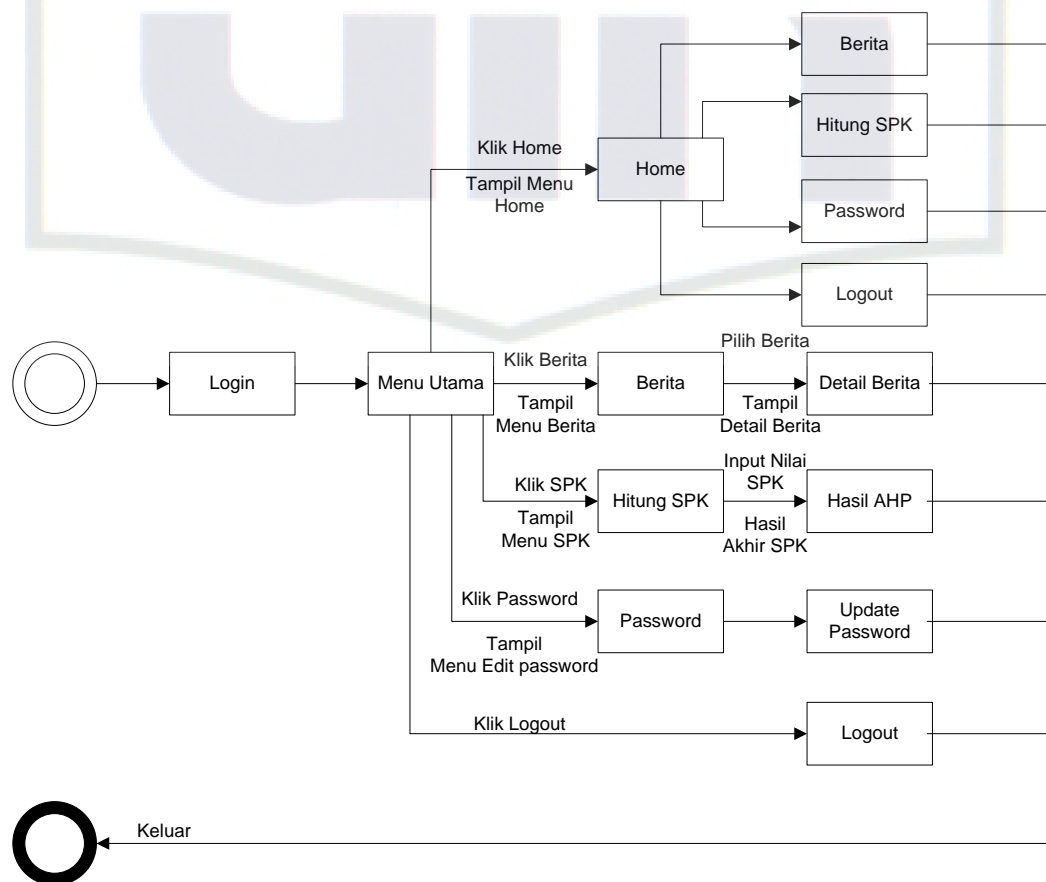 Berita
Hitung SPK
Klik Home
Home
Tampil Menu
Home
Password
Logout
Pilih Berita
Login
Menu Utama
Klik Berita
Berita
Detail Berita
Tampil
Menu Berita
Tampil
Detail Berita
Input Nilai
SPK
Klik SPK
Hitung SPK
Hasil AHP
Tampil
Menu SPK
Hasil
Akhir SPK
Klik Password
Password
Update
Password
Tampil
Menu Edit password
Klik Logout
Logout
Keluar